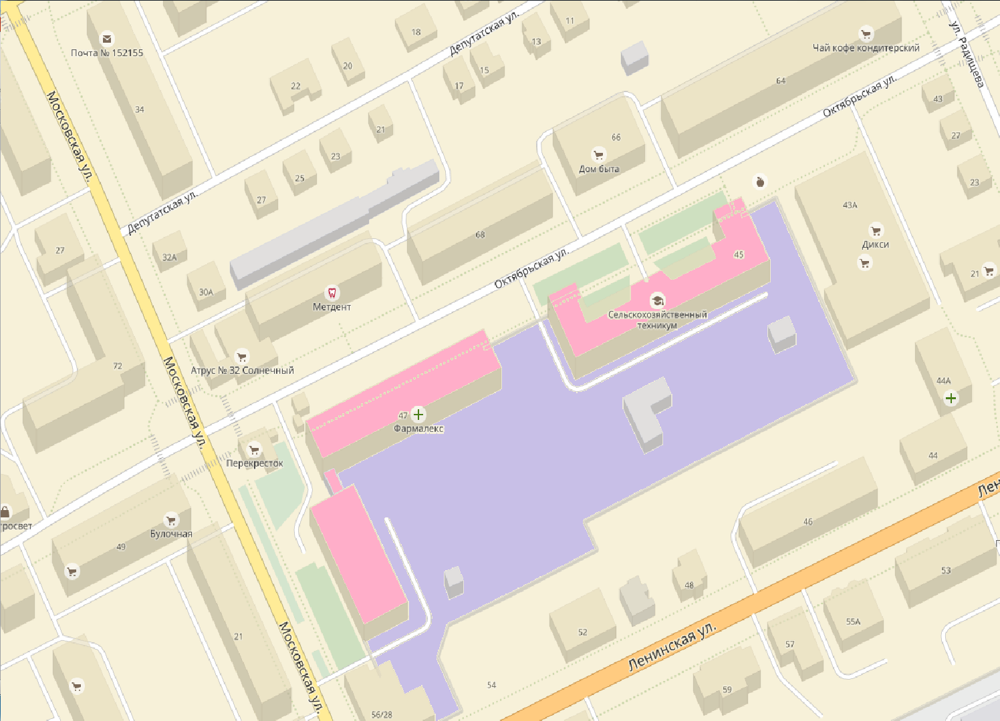 18
11
Депутатская ул.
13
Почта № 152155
Чай кофе кондитерский
ул. Радищева
20
15
22
17
64
Октябрьская ул.
43
34
Московская ул.
21
66
27
23
Дом быта
25
23
27
Депутатская ул.
43А
68
Дикси
27
32А
45
Октябрьская ул.
21
30А
Метдент
Сельскохозяйственный
техникум
72
Атрус № 32 Солнечный
44А
Московская ул.
47
Фармалекс
Перекресток
44
Лен
тросвет
46
Булочная
49
53
48
55А
52
21
Ленинская ул.
57
Московская ул.
54
59
56/28